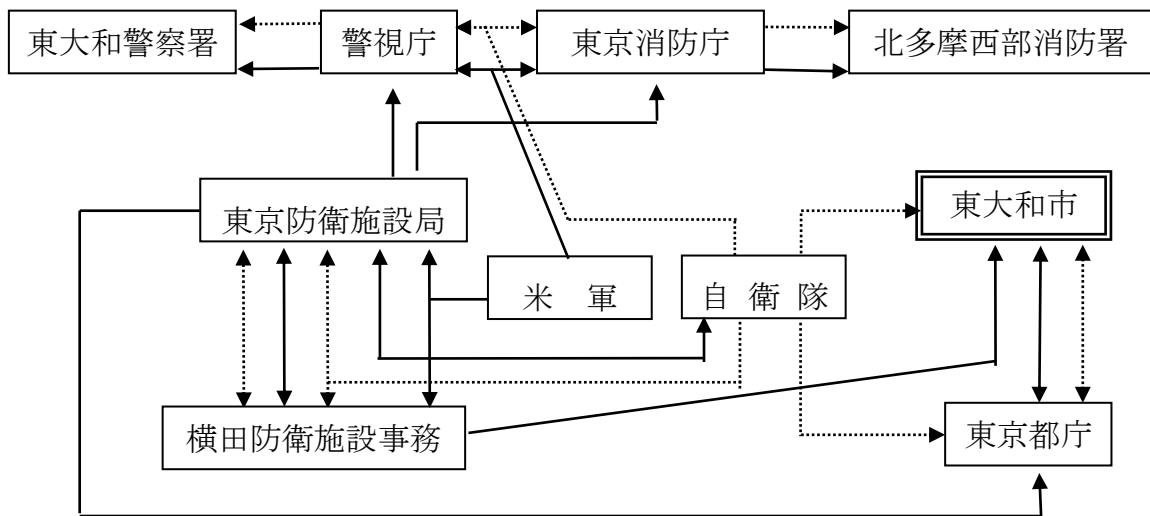 東大和警察署
警視庁
東京消防庁
北多摩西部消防署
東京防衛施設局
東大和市
米 軍
自 衛 隊
横田防衛施設事務
東京都庁